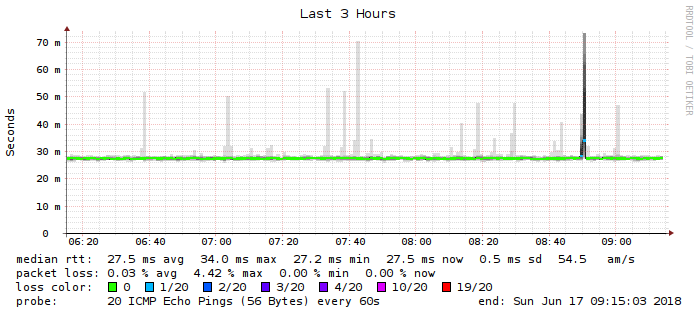 Last 3 Hours
RRDTOOL / TOBI OETIKER
Seconds
70 m
60 m
50 m
40 m
30 m
20 m
10 m
0
06:20 06:40 07:00 07:20 07:40 08:00 08:20 08:40 09:00
median rtt: 27.5 ms avg 34.0 ms max 27.2 ms min 27.5 ms now 0.5 ms sd 54.5 am/s
packet loss: 0.03 % avg 4.42 % max 0.00 % min 0.00 % now
loss color: 0 1/20 2/20 3/20 4/20 10/20 19/20
probe: 20 ICMP Echo Pings (56 Bytes) every 60s end: Sun Jun 17 09:15:03 2018